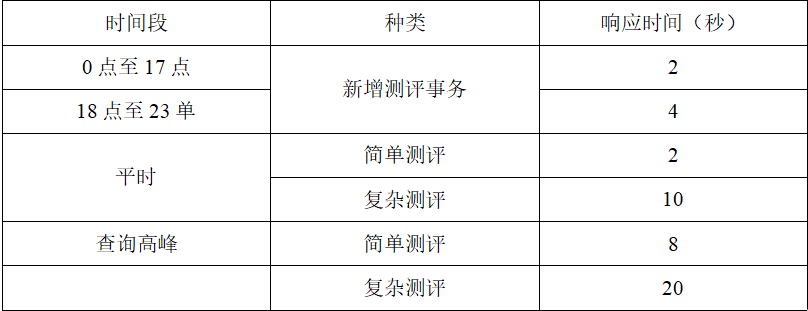 时间段 种类 响应时间（秒）
0 点至 17 点 新增测评事务 2
18 点至 23 单 4
平时 简单测评 2
复杂测评 10
查询高峰 简单测评 8
复杂测评 20